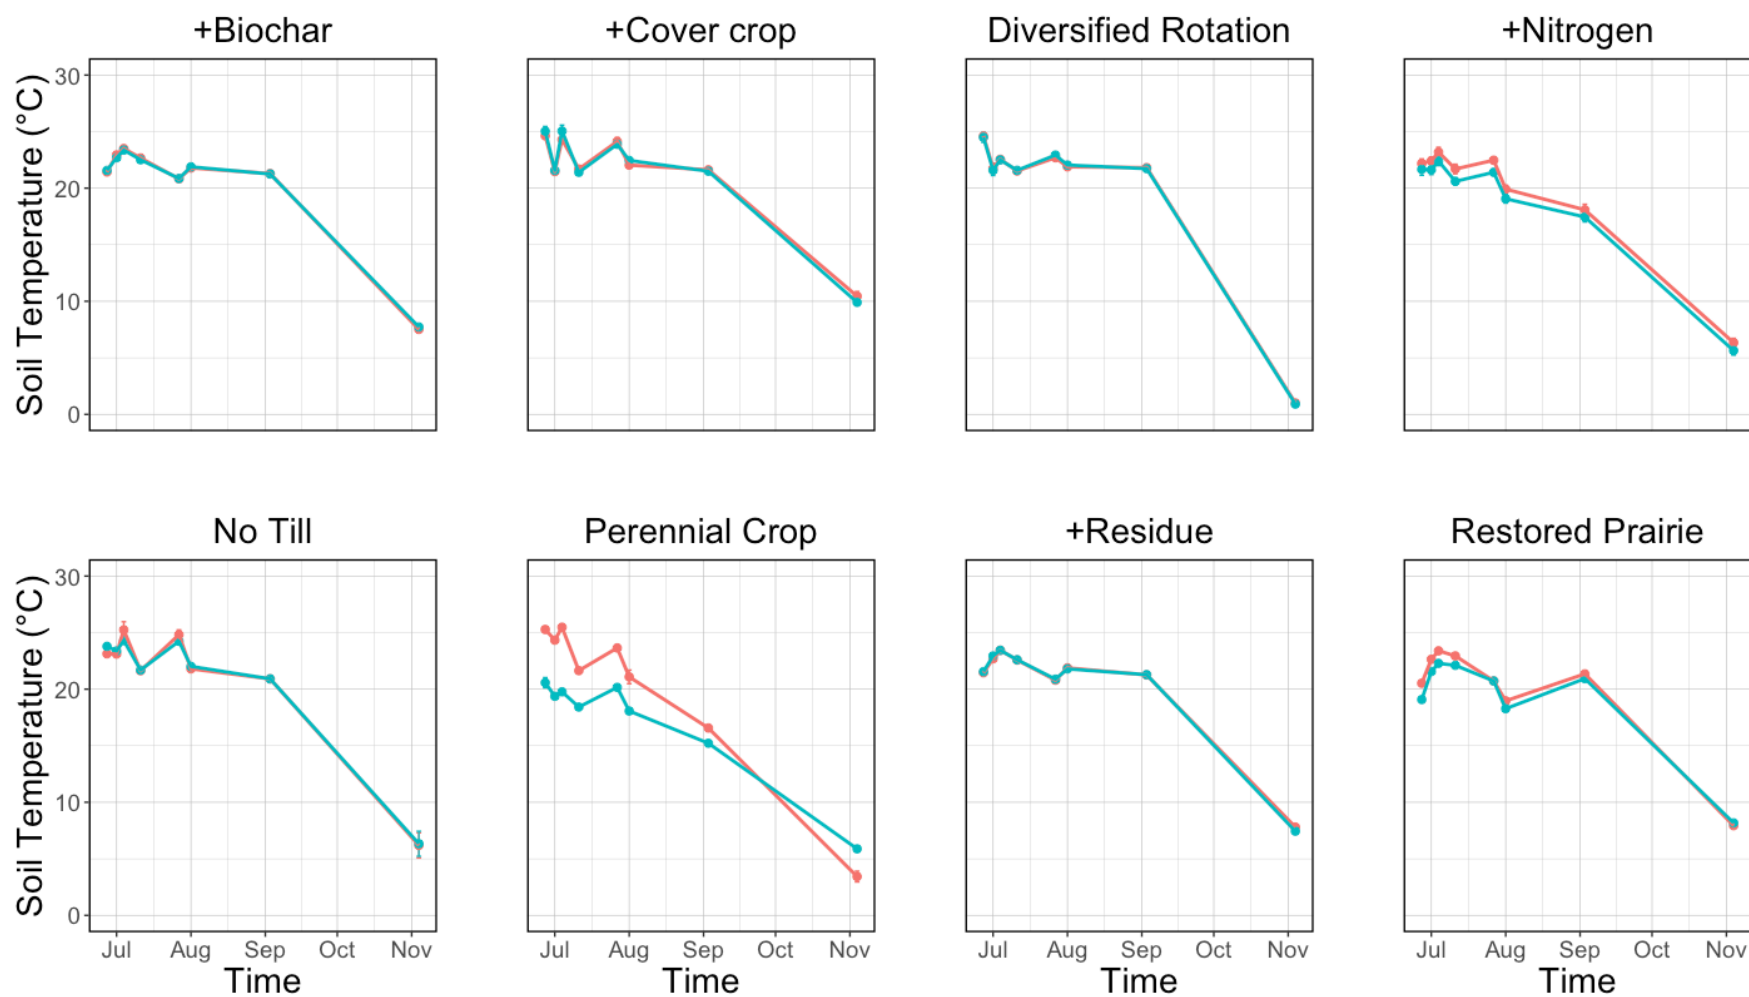 +Biochar
+Cover crop
Diversified Rotation
+Nitrogen
Soil Temperature (°C)
30
20
10
0
No Till
Perennial Crop
+Residue
Restored Prairie
Soil Temperature (°C)
30
20
10
0
Jul Aug Sep Oct Nov
Jul Aug Sep Oct Nov
Jul Aug Sep Oct Nov
Jul Aug Sep Oct Nov
Time
Time
Time
Time